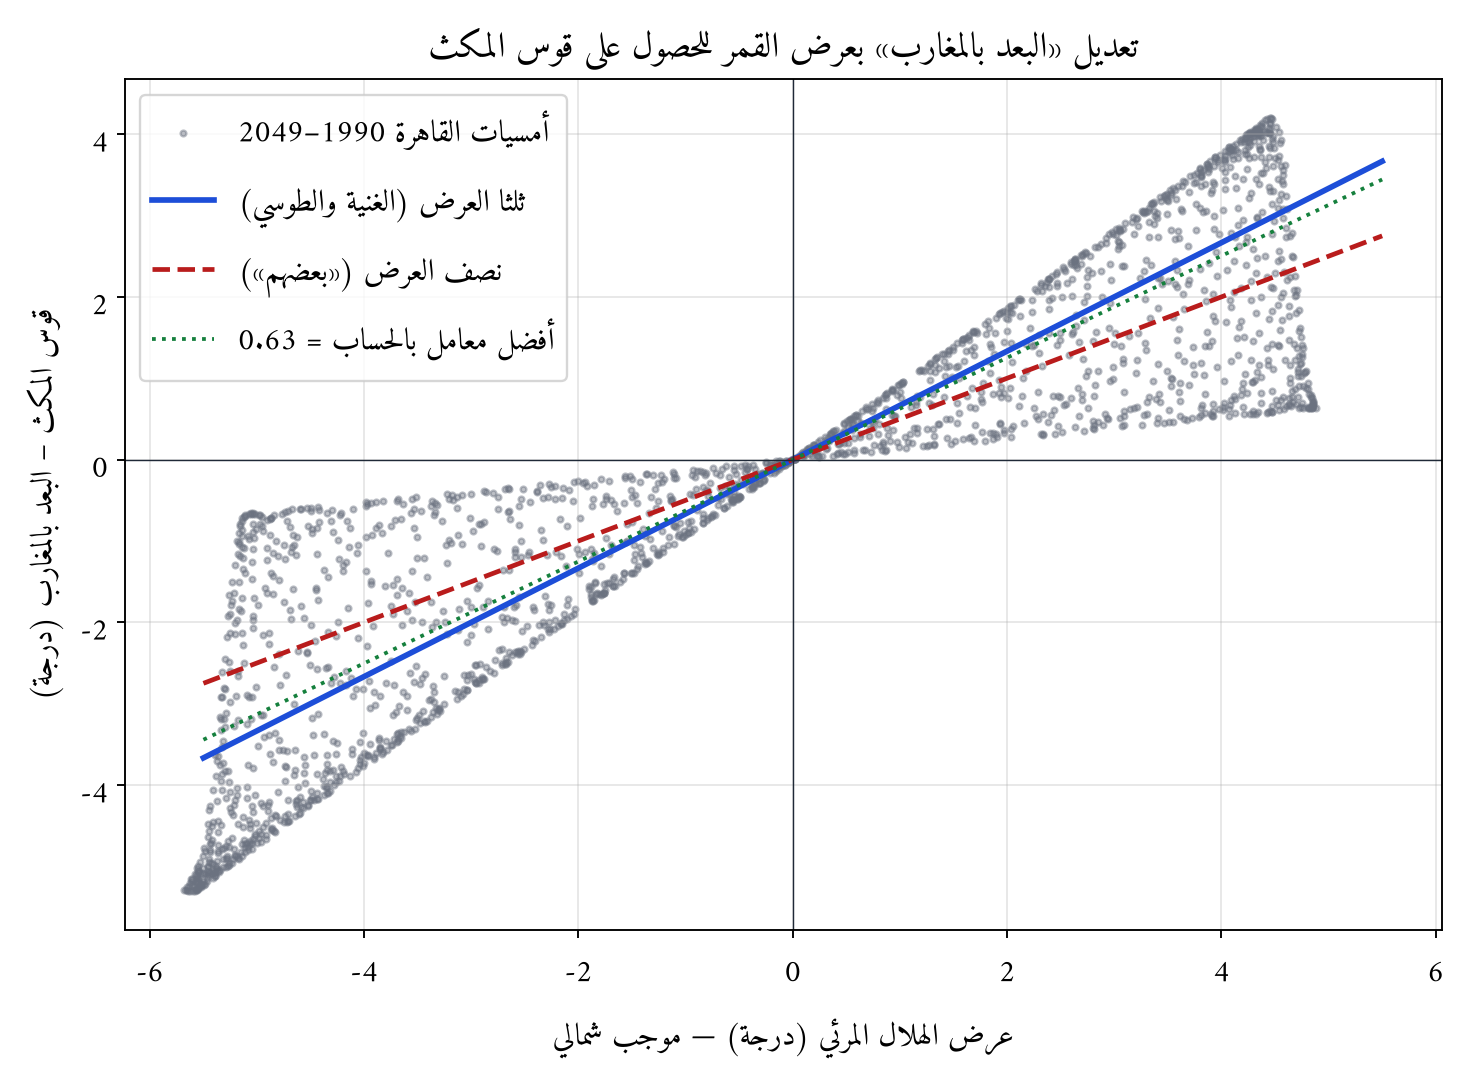 تعديل «البعد بالمغارب» بعرض القمر للحصول على قوس المكث
أمسيات القاهرة 1990–2049
ثلثا العرض (الغنية والطوسي)
نصف العرض («بعضهم»)
أفضل معامل بالحساب = 0.63
قوس المكث − البعد بالمغارب (درجة)
4
2
0
-2
-4
-6
-4
-2
0
2
4
6
عرض الهلال المرئي (درجة) — موجب شمالي